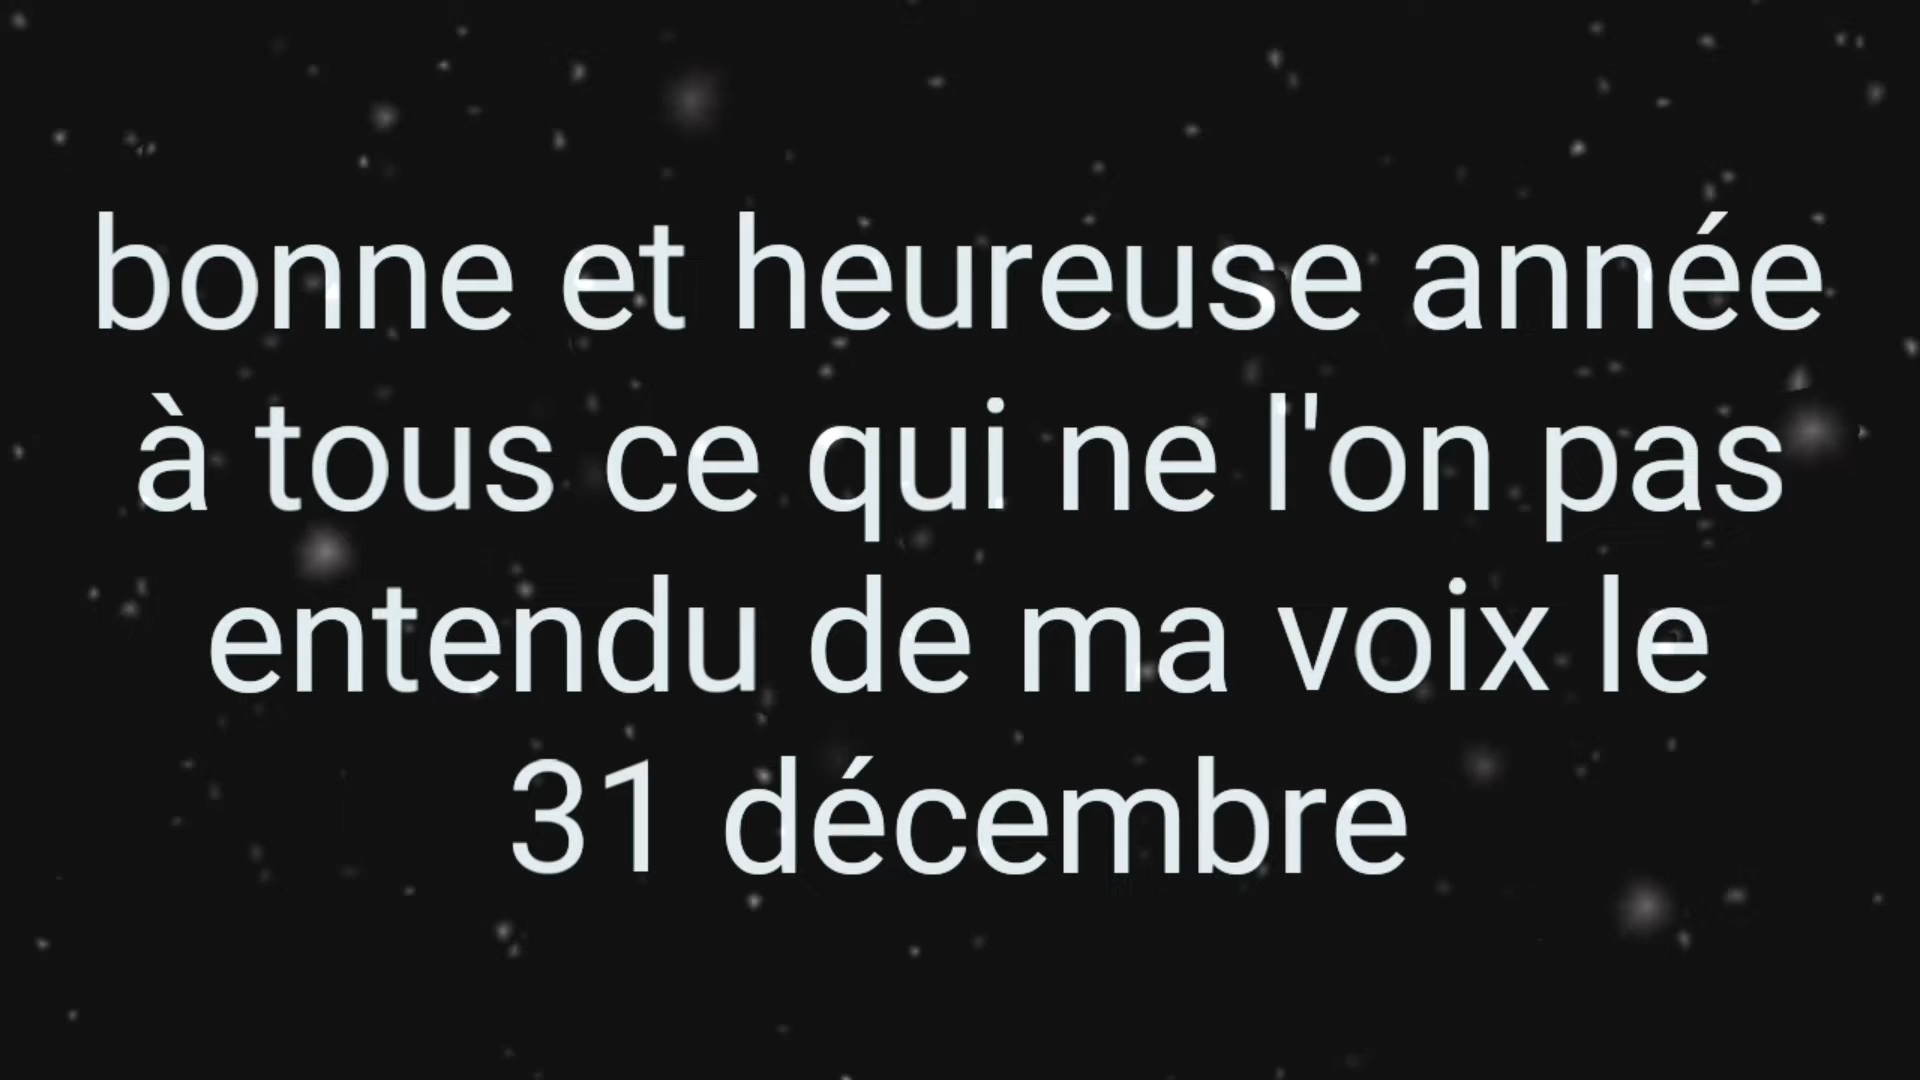 bonne et heureuse année
à tous ce qui ne l'on pas
entendu de ma voix le
31 décembre